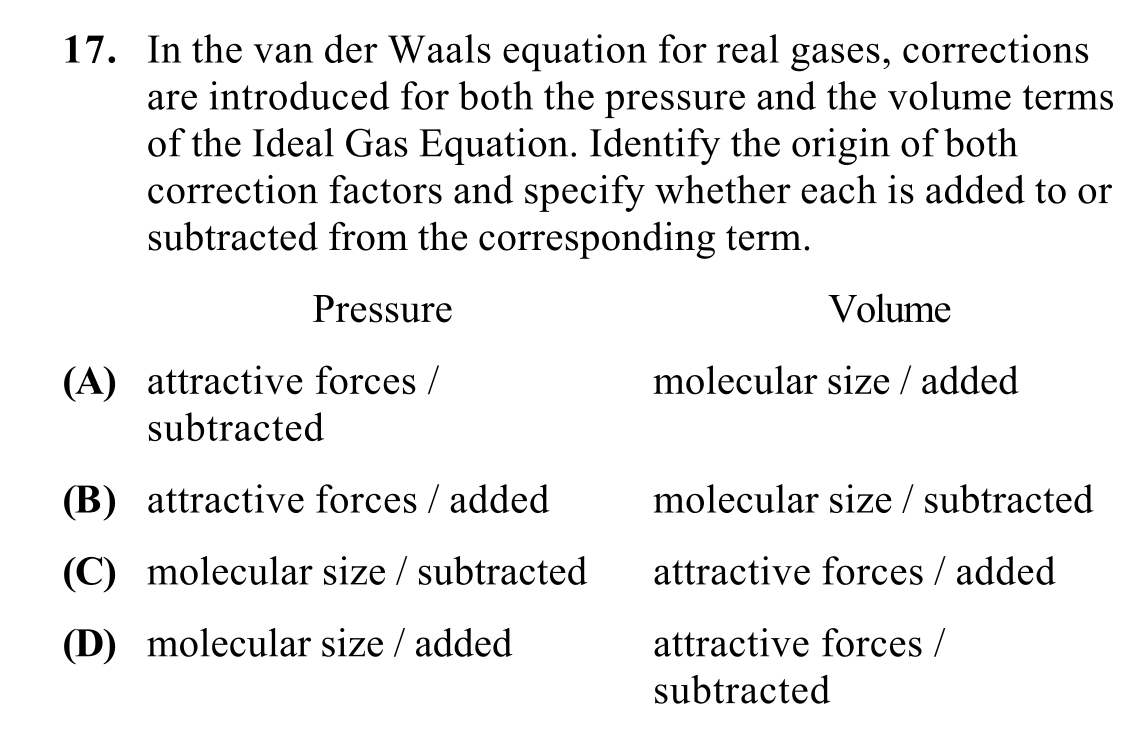 17. In the van der Waals equation for real gases, corrections
are introduced for both the pressure and the volume terms
of the Ideal Gas Equation. Identify the origin of both
correction factors and specify whether each is added to or
subtracted from the corresponding term.
Pressure Volume
(A) attractive forces / molecular size / added
subtracted
(B) attractive forces / added molecular size / subtracted
(C) molecular size / subtracted attractive forces / added
(D) molecular size / added attractive forces /
subtracted